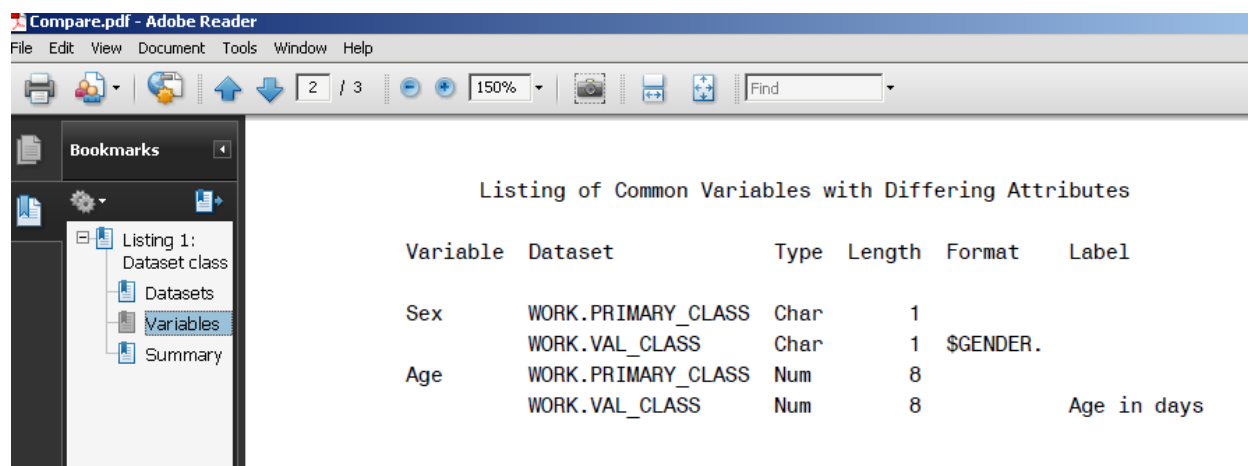 Compare.pdf - Adobe Reader
File Edit View Document Tools Window Help
2 / 3 150% Find
Bookmarks
Listing 1:
Dataset class
Datasets
Variables
Summary
Listing of Common Variables with Differing Attributes
Variable Dataset Type Length Format Label
Sex WORK.PRIMARY_CLASS Char 1
WORK.VAL_CLASS Char 1 $GENDER.
Age WORK.PRIMARY_CLASS Num 8
WORK.VAL_CLASS Num 8 Age in days